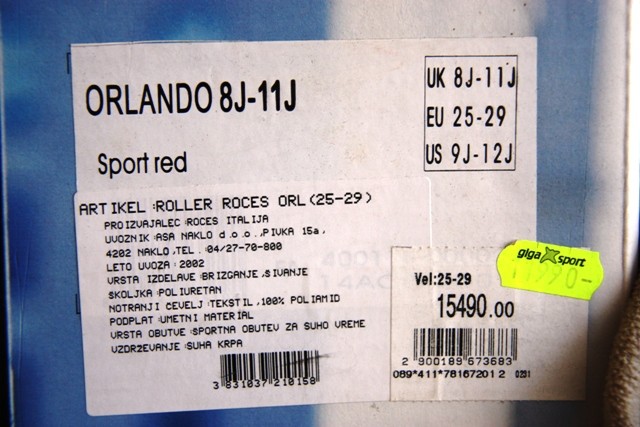 ORLANDO 8J-11J
UK 8J-11J
EU 25-29
US 9J-12J
Sport red
ARTIKEL:ROLLER ROCES ORL(25-29)
PROIZVAJALEC:ROCES ITALIJA
UVOZNIK:ASA NAKLO d.o.o.,PIVKA 15a,
4202 NAKLO,TEL. 04/27-70-800
LETO UVOZA:2002
VRSTA IZDELAVE:BRIZGANJE,SIVANJE
SKOLJKA:POLIURETAN
NOTRANJI CEVELJ:TEKSTIL,100% POLIAMID
PODPLAT:UMETNI MATERIAL
VRSTA OBUTVE:SPORTNA OBUTEV ZA SUHO VREME
VZDRZEVANJE:SUHA KRPA
3 831037 210158
giga sport
Vel:25-29
15490.00
2 900189 673683
089*411*781672012 0231